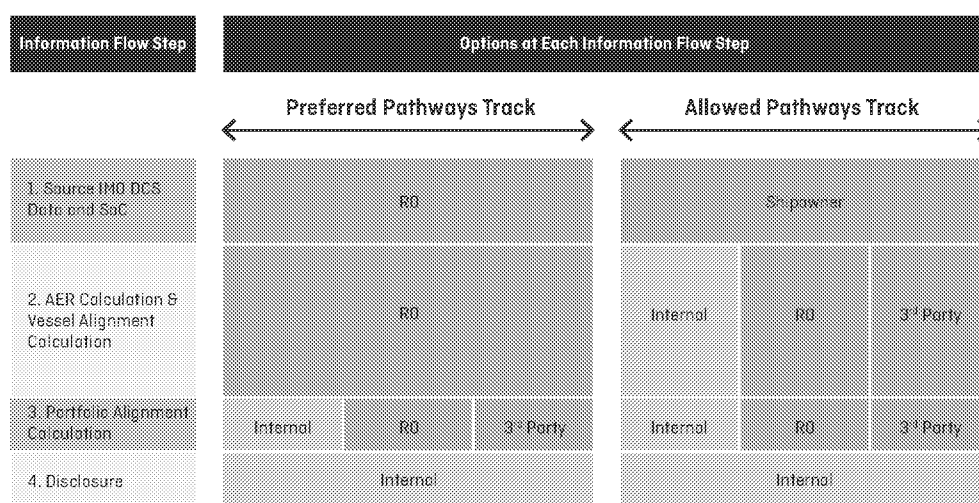 Information Flow Step
Options at Each Information Flow Step
Preferred Pathways Track
Allowed Pathways Track
1. Source IMO DCS
Data and SoC
RO
Shipowner
2. AER Calculation &
Vessel Alignment
Calculation
RO
Internal
RO
3rd Party
3. Portfolio Alignment
Calculation
Internal
RO
3rd Party
Internal
RO
3rd Party
4. Disclosure
Internal
Internal